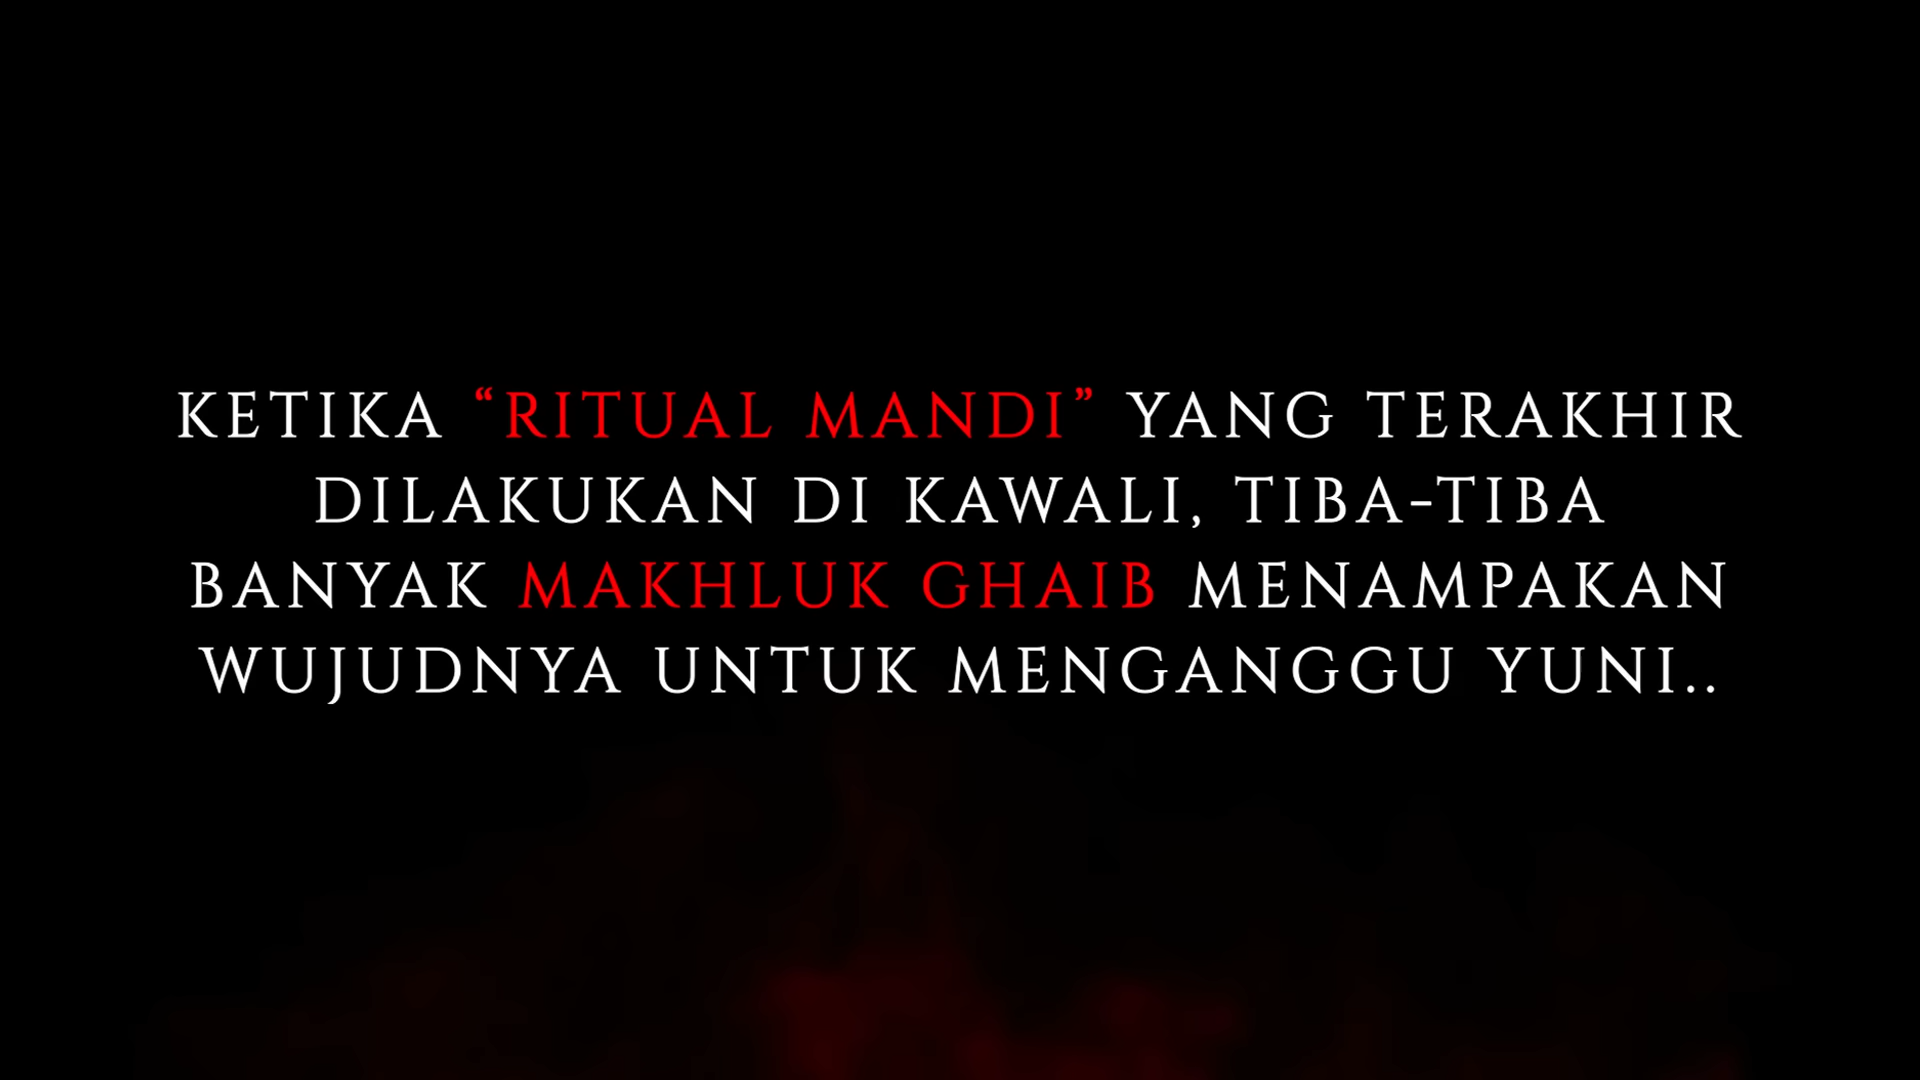 KETIKA “RITUAL MANDI” YANG TERAKHIR
DILAKUKAN DI KAWALI, TIBA-TIBA
BANYAK MAKHLUK GHAIB MENAMPAKAN
WUJUDNYA UNTUK MENGANGGU YUNI..